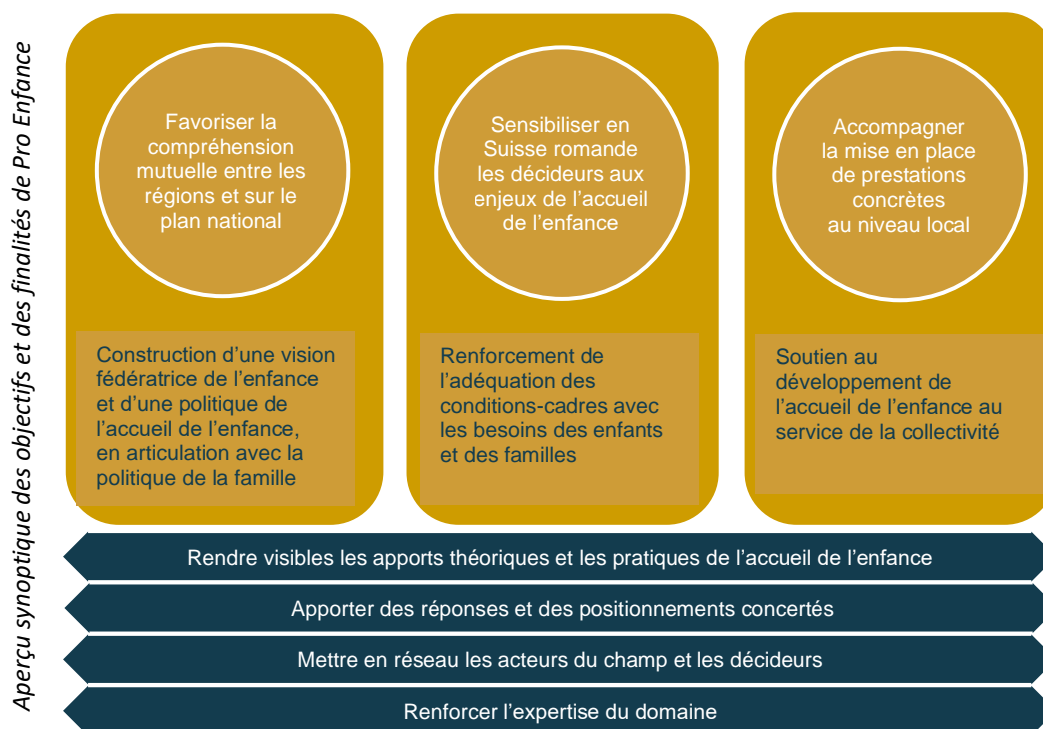 Aperçu synoptique des objectifs et des finalités de Pro Enfance
Favoriser la
compréhension
mutuelle entre les
régions et sur le
plan national
Construction d’une vision
fédératrice de l’enfance
et d’une politique de
l’accueil de l’enfance,
en articulation avec la
politique de la famille
Sensibiliser en
Suisse romande
les décideurs aux
enjeux de l’accueil
de l’enfance
Renforcement de
l’adéquation des
conditions-cadres avec
les besoins des enfants
et des familles
Accompagner
la mise en place
de prestations
concrètes
au niveau local
Soutien au
développement de
l’accueil de l’enfance au
service de la collectivité
Rendre visibles les apports théoriques et les pratiques de l’accueil de l’enfance
Apporter des réponses et des positionnements concertés
Mettre en réseau les acteurs du champ et les décideurs
Renforcer l’expertise du domaine